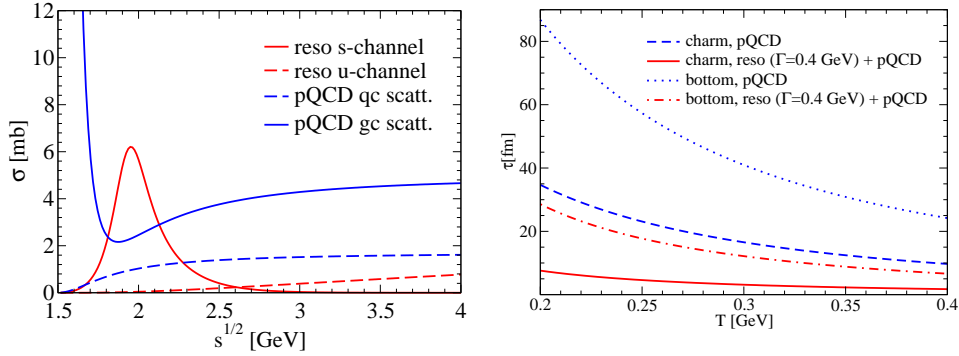 12
10
8
6
4
2
0
σ [mb]
reso s-channel
reso u-channel
pQCD qc scatt.
pQCD gc scatt.
1.5 2 2.5 3 3.5 4
s^{1/2} [GeV]
80
60
40
20
τ[fm]
charm, pQCD
charm, reso (Γ=0.4 GeV) + pQCD
bottom, pQCD
bottom, reso (Γ=0.4 GeV) + pQCD
0.2 0.25 0.3 0.35 0.4
T [GeV]